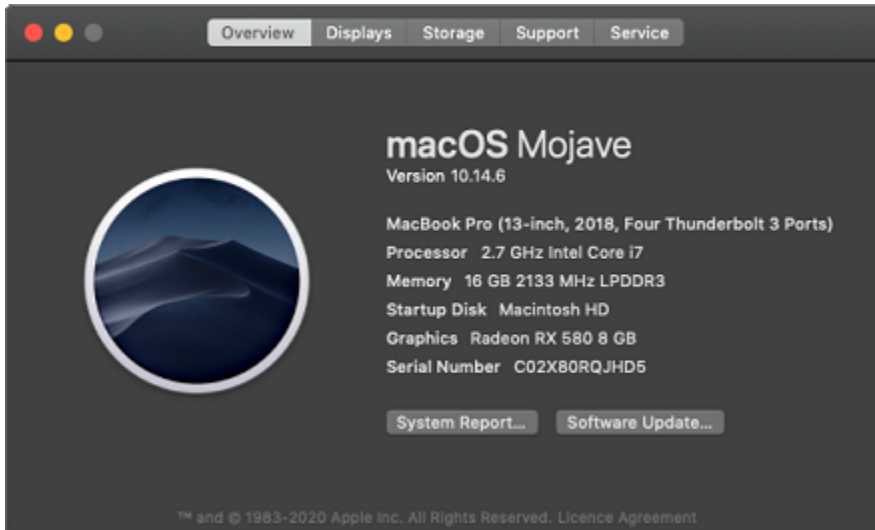 Overview Displays Storage Support Service
macOS Mojave
Version 10.14.6
MacBook Pro (13-inch, 2018, Four Thunderbolt 3 Ports)
Processor 2.7 GHz Intel Core i7
Memory 16 GB 2133 MHz LPDDR3
Startup Disk Macintosh HD
Graphics Radeon RX 580 8 GB
Serial Number C02X80RQJHD5
System Report... Software Update...
™ and © 1983-2020 Apple Inc. All Rights Reserved. Licence Agreement